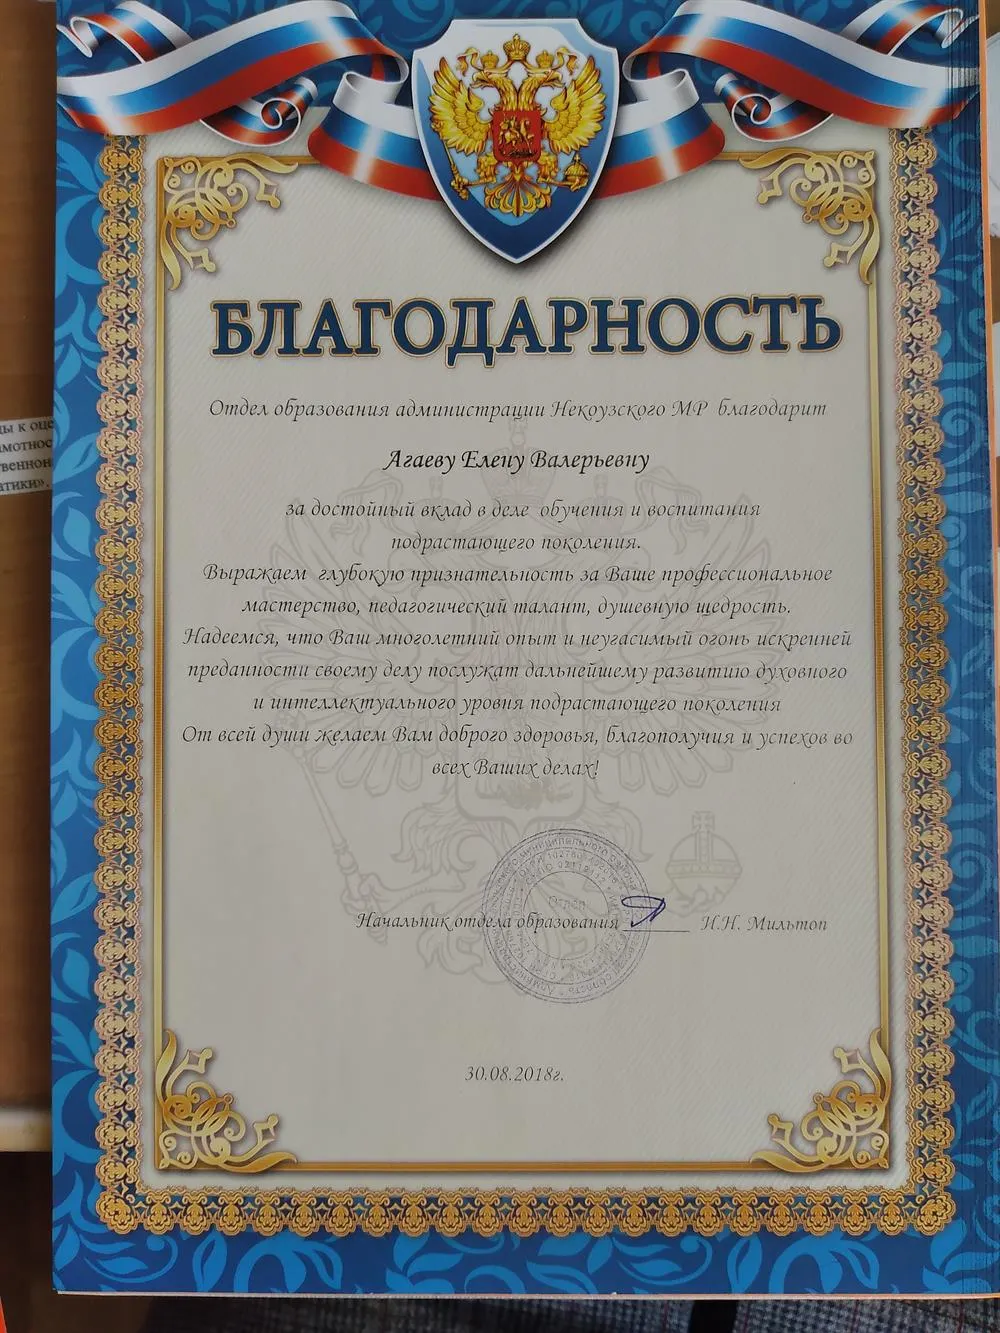 БЛАГОДАРНОСТЬ
Отдел образования администрации Некоузского МР благодарит
Агаеву Елену Валерьевну
за достойный вклад в деле обучения и воспитания
подрастающего поколения.
Выражаем глубокую признательность за Ваше профессиональное
мастерство, педагогический талант, душевную щедрость.
Надеемся, что Ваш многолетний опыт и неугасимый огонь искренней
преданности своему делу послужат дальнейшему развитию духовного
и интеллектуального уровня подрастающего поколения
От всей души желаем Вам доброго здоровья, благополучия и успехов во
всех Ваших делах!
муниципального района
Отдел
Начальник отдела образования Н.Н. Мильтоп
30.08.2018г.